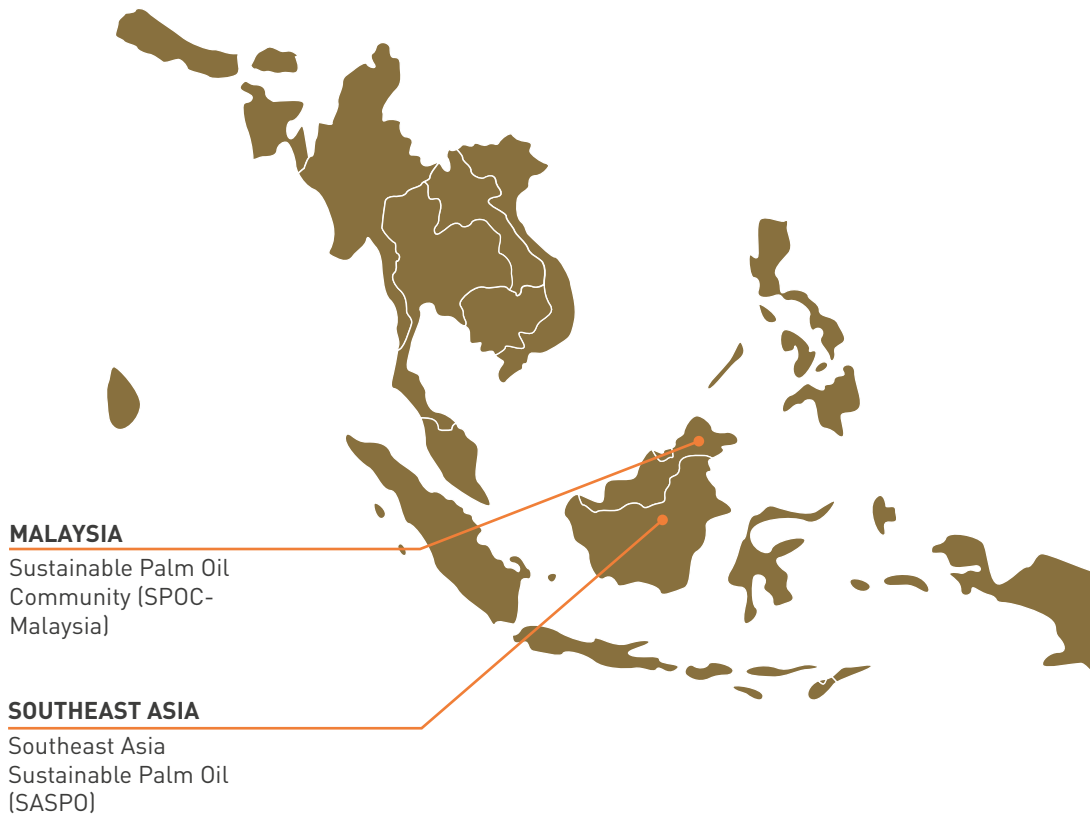 MALAYSIA
Sustainable Palm Oil
Community (SPOC-
Malaysia)
SOUTHEAST ASIA
Southeast Asia
Sustainable Palm Oil
(SASPO)